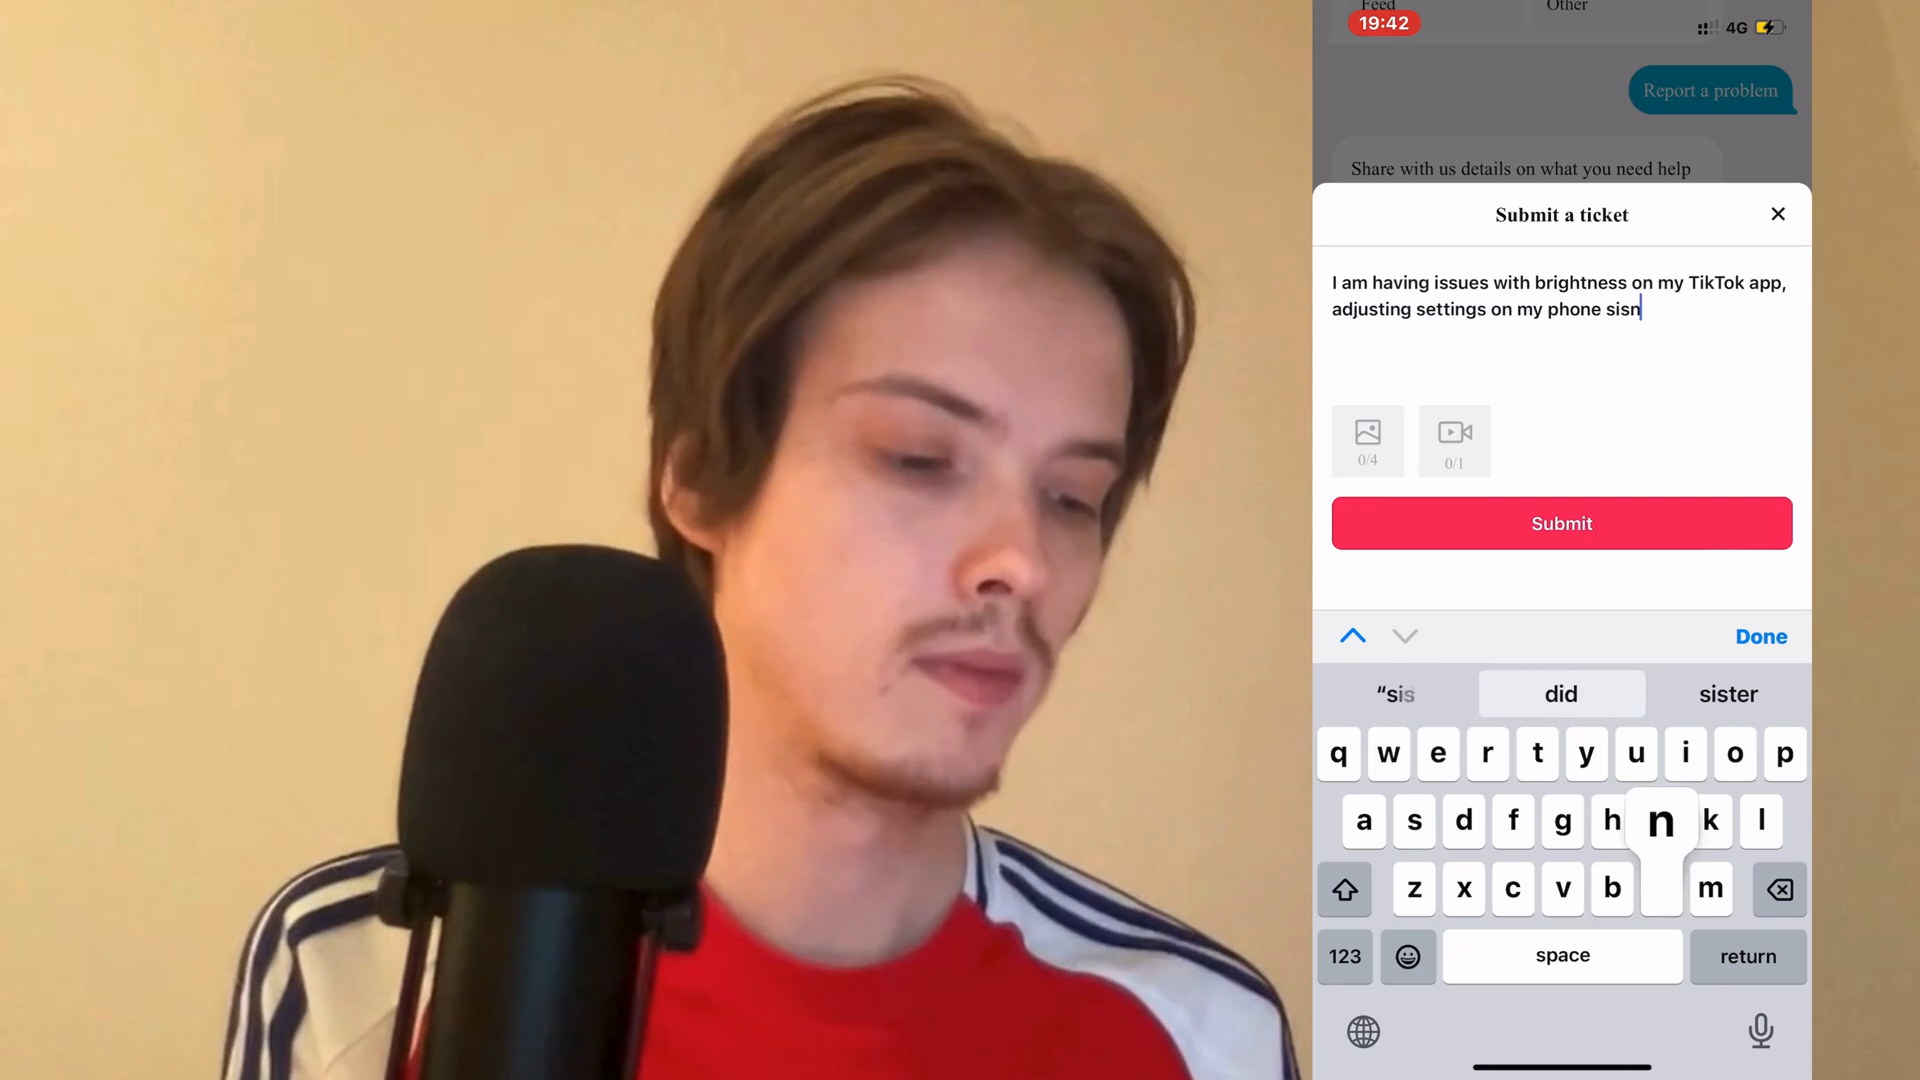 Feed
Other
19:42
4G
Report a problem
Share with us details on what you need help
Submit a ticket
I am having issues with brightness on my TikTok app,
adjusting settings on my phone sisn
0/4
0/1
Submit
Done
“sis
did
sister
q w e r t y u i o p
a s d f g h n k l
z x c v b m
123
space
return